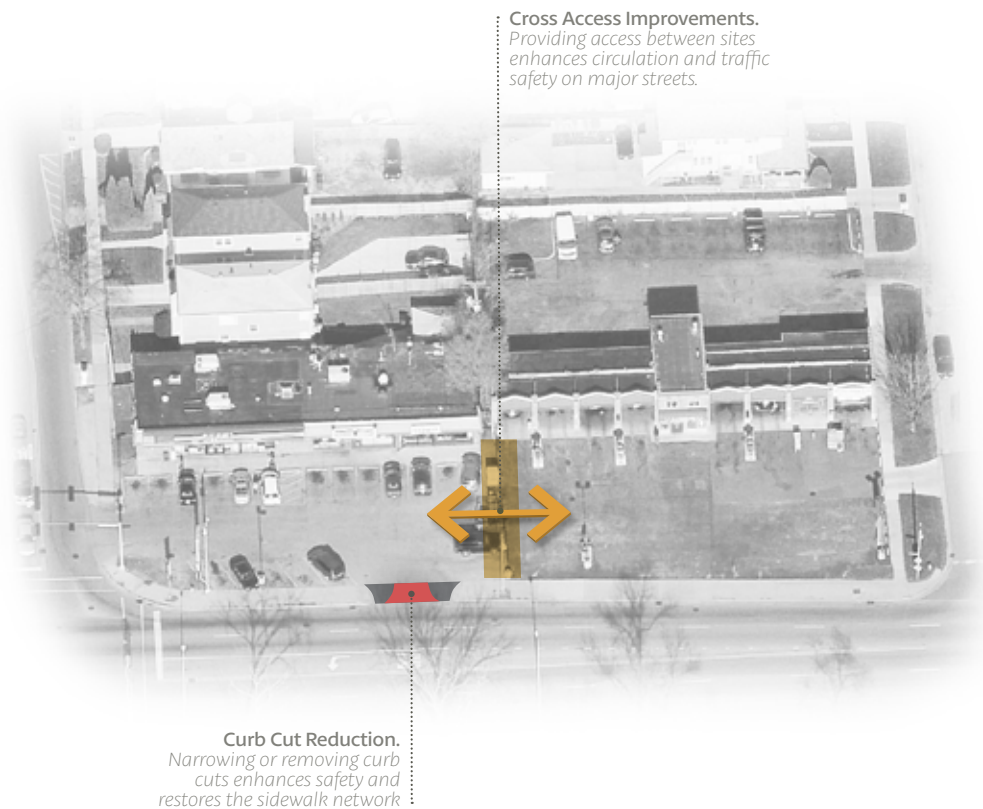 Cross Access Improvements.
Providing access between sites
enhances circulation and traffic
safety on major streets.
Curb Cut Reduction.
Narrowing or removing curb
cuts enhances safety and
restores the sidewalk network